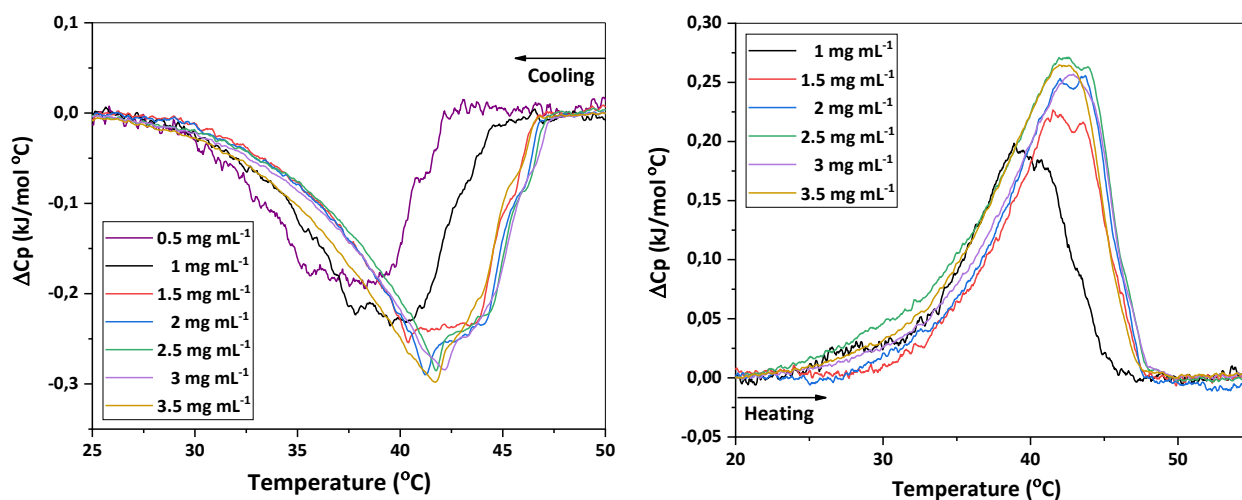 0,1
0,0
-0,1
-0,2
-0,3
25
30
35
40
45
50
ΔCp (kJ/mol °C)
Temperature (°C)
Cooling
0.5 mg mL⁻¹
1 mg mL⁻¹
1.5 mg mL⁻¹
2 mg mL⁻¹
2.5 mg mL⁻¹
3 mg mL⁻¹
3.5 mg mL⁻¹
0,30
0,25
0,20
0,15
0,10
0,05
0,00
-0,05
20
30
40
50
ΔCp (kJ/mol °C)
Temperature (°C)
Heating
1 mg mL⁻¹
1.5 mg mL⁻¹
2 mg mL⁻¹
2.5 mg mL⁻¹
3 mg mL⁻¹
3.5 mg mL⁻¹